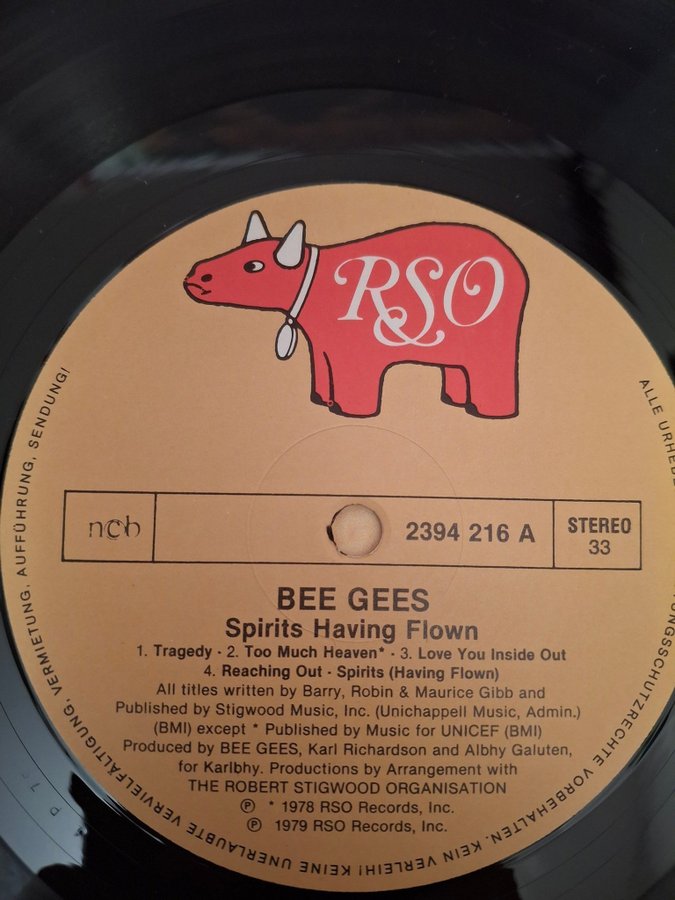 RSO
ncb
2394 216 A
STEREO
33
BEE GEES
Spirits Having Flown
1. Tragedy · 2. Too Much Heaven* · 3. Love You Inside Out
4. Reaching Out · Spirits (Having Flown)
All titles written by Barry, Robin & Maurice Gibb and
Published by Stigwood Music, Inc. (Unichappell Music, Admin.)
(BMI) except * Published by Music for UNICEF (BMI)
Produced by BEE GEES, Karl Richardson and Albhy Galuten,
for Karlbhy. Productions by Arrangement with
THE ROBERT STIGWOOD ORGANISATION
Ⓟ * 1978 RSO Records, Inc.
Ⓟ 1979 RSO Records, Inc.
ALLE URHEBE TUNGSSCHUTZRECHTE VORBEHALTEN. KEIN VERLEIH! KEINE UNERLAUBTE VERVIELFÄLTIGUNG, VERMIETUNG, AUFFÜHRUNG, SENDUNG!